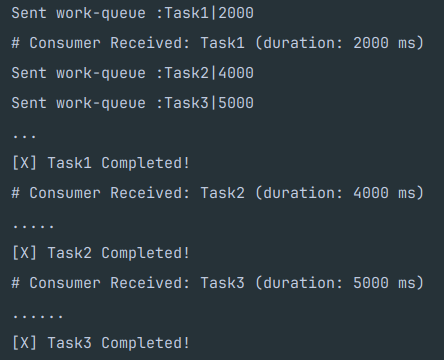 Sent work-queue :Task1|2000
# Consumer Received: Task1 (duration: 2000 ms)
Sent work-queue :Task2|4000
Sent work-queue :Task3|5000
...
[X] Task1 Completed!
# Consumer Received: Task2 (duration: 4000 ms)
.....
[X] Task2 Completed!
# Consumer Received: Task3 (duration: 5000 ms)
......
[X] Task3 Completed!